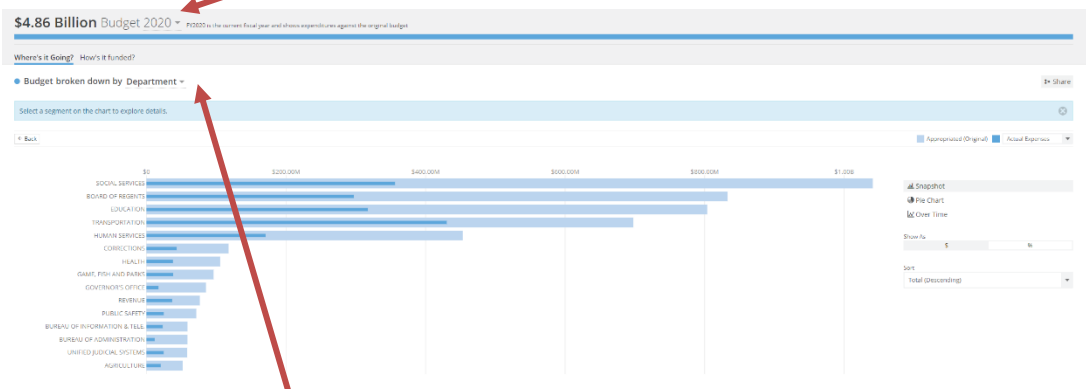 $4.86 Billion Budget 2020 FY2022 is the current fiscal year and shows expenditures against the original budget
Where's it Going? How's it funded?
Budget broken down by Department
Share
Select a segment on the chart to explore details.
Back
Appropriated (Original) Actual Expenses
$0 $200.00M $400.00M $600.00M $800.00M $1.00B
SOCIAL SERVICES
BOARD OF REGENTS
EDUCATION
TRANSPORTATION
HUMAN SERVICES
CORRECTIONS
HEALTH
GAME, FISH AND PARKS
GOVERNOR'S OFFICE
REVENUE
PUBLIC SAFETY
BUREAU OF INFORMATION & TELE
BUREAU OF ADMINISTRATION
UNIFIED JUDICIAL SYSTEMS
AGRICULTURE
Snapshot
Pie Chart
Over Time
Show As
$ %
Sort
Total (Descending)